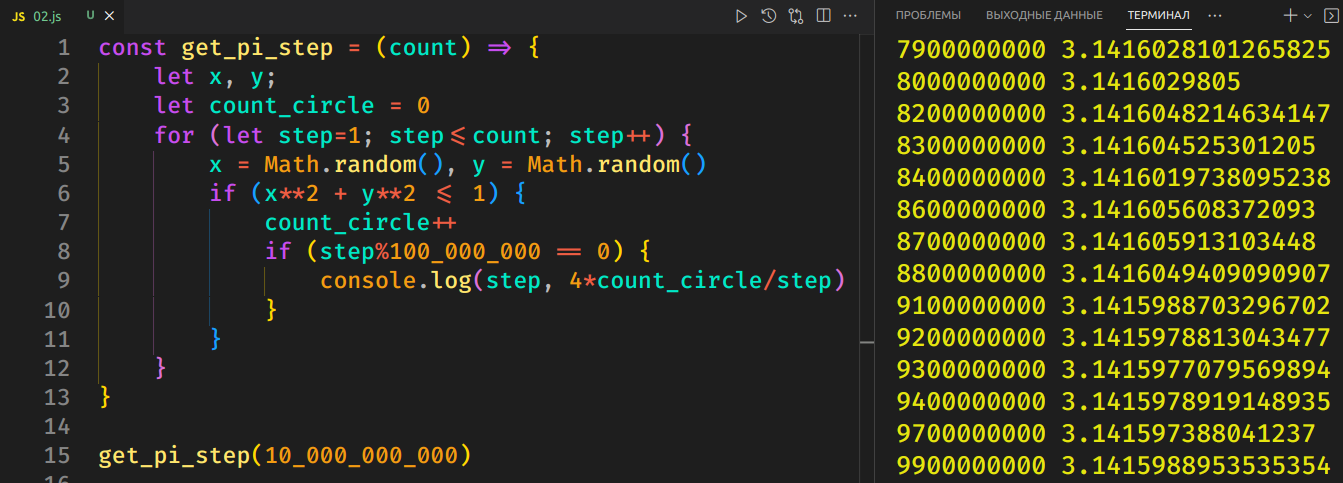 JS 02.js U ×
ПРОБЛЕМЫ ВЫХОДНЫЕ ДАННЫЕ ТЕРМИНАЛ ···
1 const get_pi_step = (count) => {
2 let x, y;
3 let count_circle = 0
4 for (let step=1; step<=count; step++) {
5 x = Math.random(), y = Math.random()
6 if (x**2 + y**2 <= 1) {
7 count_circle++
8 if (step%100_000_000 == 0) {
9 console.log(step, 4*count_circle/step)
10 }
11 }
12 }
13 }
14
15 get_pi_step(10_000_000_000)
16
7900000000 3.1416028101265825
8000000000 3.1416029805
8200000000 3.1416048214634147
8300000000 3.141604525301205
8400000000 3.1416019738095238
8600000000 3.141605608372093
8700000000 3.141605913103448
8800000000 3.1416049409090907
9100000000 3.1415988703296702
9200000000 3.1415978813043477
9300000000 3.1415977079569894
9400000000 3.1415978919148935
9700000000 3.141597388041237
9900000000 3.1415988953535354